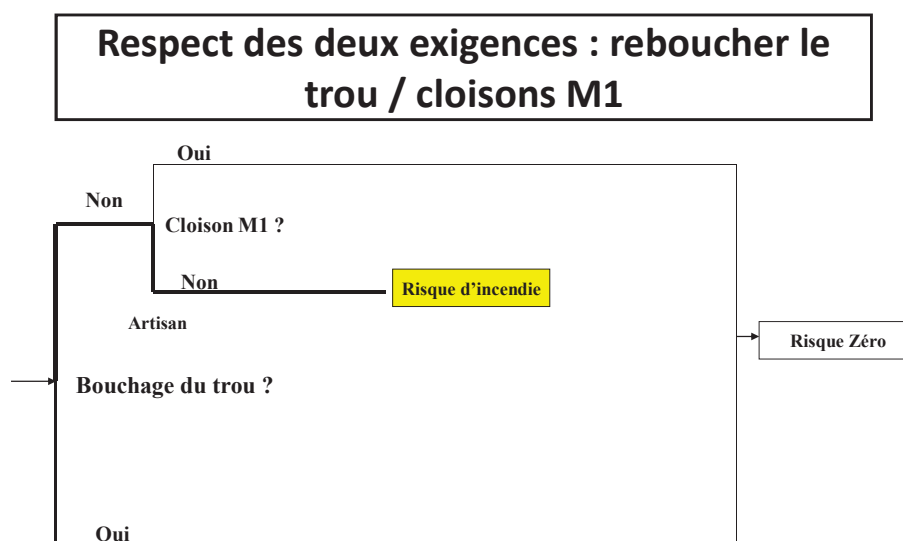 Respect des deux exigences : reboucher le
trou / cloisons M1
Oui
Non
Cloison M1 ?
Non
Risque d’incendie
Artisan
Risque Zéro
Bouchage du trou ?
Oui